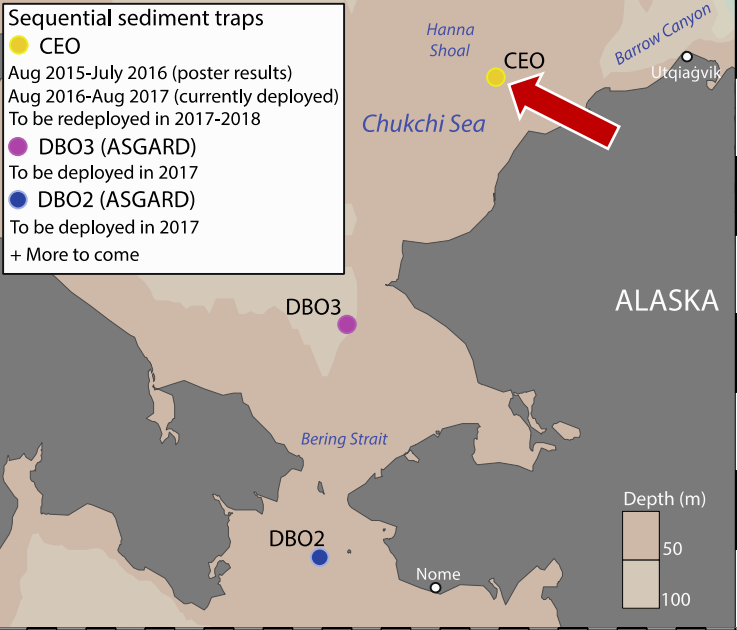 Sequential sediment traps
CEO
Aug 2015-July 2016 (poster results)
Aug 2016-Aug 2017 (currently deployed)
To be redeployed in 2017-2018
DBO3 (ASGARD)
To be deployed in 2017
DBO2 (ASGARD)
To be deployed in 2017
+ More to come
Hanna
Shoal
CEO
Barrow Canyon
Utqiaġvik
Chukchi Sea
ALASKA
DBO3
Bering Strait
DBO2
Nome
Depth (m)
50
100